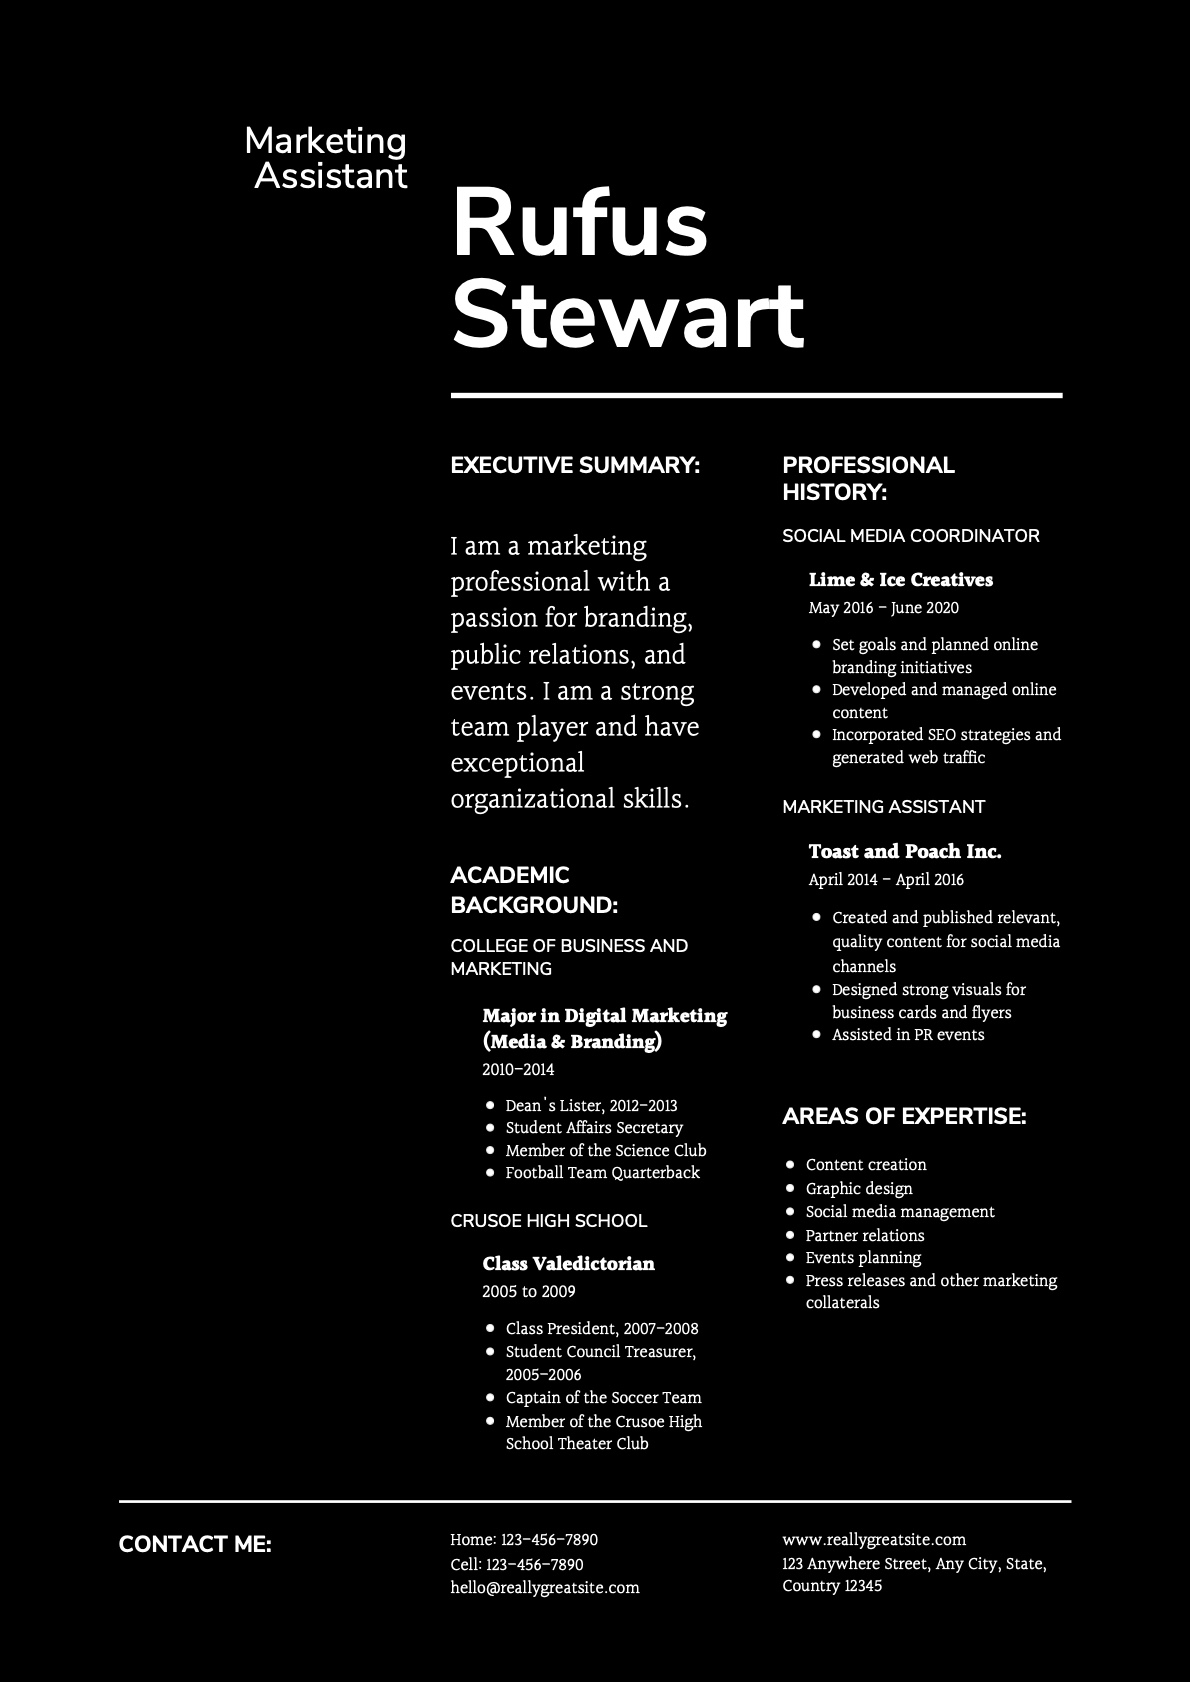 Marketing
Assistant
Rufus
Stewart
EXECUTIVE SUMMARY:
I am a marketing
professional with a
passion for branding,
public relations, and
events. I am a strong
team player and have
exceptional
organizational skills.
ACADEMIC
BACKGROUND:
COLLEGE OF BUSINESS AND
MARKETING
Major in Digital Marketing
(Media & Branding)
2010-2014
• Dean's Lister, 2012-2013
• Student Affairs Secretary
• Member of the Science Club
• Football Team Quarterback
CRUSOE HIGH SCHOOL
Class Valedictorian
2005 to 2009
• Class President, 2007-2008
• Student Council Treasurer,
2005-2006
• Captain of the Soccer Team
• Member of the Crusoe High
School Theater Club
PROFESSIONAL
HISTORY:
SOCIAL MEDIA COORDINATOR
Lime & Ice Creatives
May 2016 - June 2020
• Set goals and planned online
branding initiatives
• Developed and managed online
content
• Incorporated SEO strategies and
generated web traffic
MARKETING ASSISTANT
Toast and Poach Inc.
April 2014 - April 2016
• Created and published relevant,
quality content for social media
channels
• Designed strong visuals for
business cards and flyers
• Assisted in PR events
AREAS OF EXPERTISE:
• Content creation
• Graphic design
• Social media management
• Partner relations
• Events planning
• Press releases and other marketing
collaterals
CONTACT ME:
Home: 123-456-7890
Cell: 123-456-7890
hello@reallygreatsite.com
www.reallygreatsite.com
123 Anywhere Street, Any City, State,
Country 12345